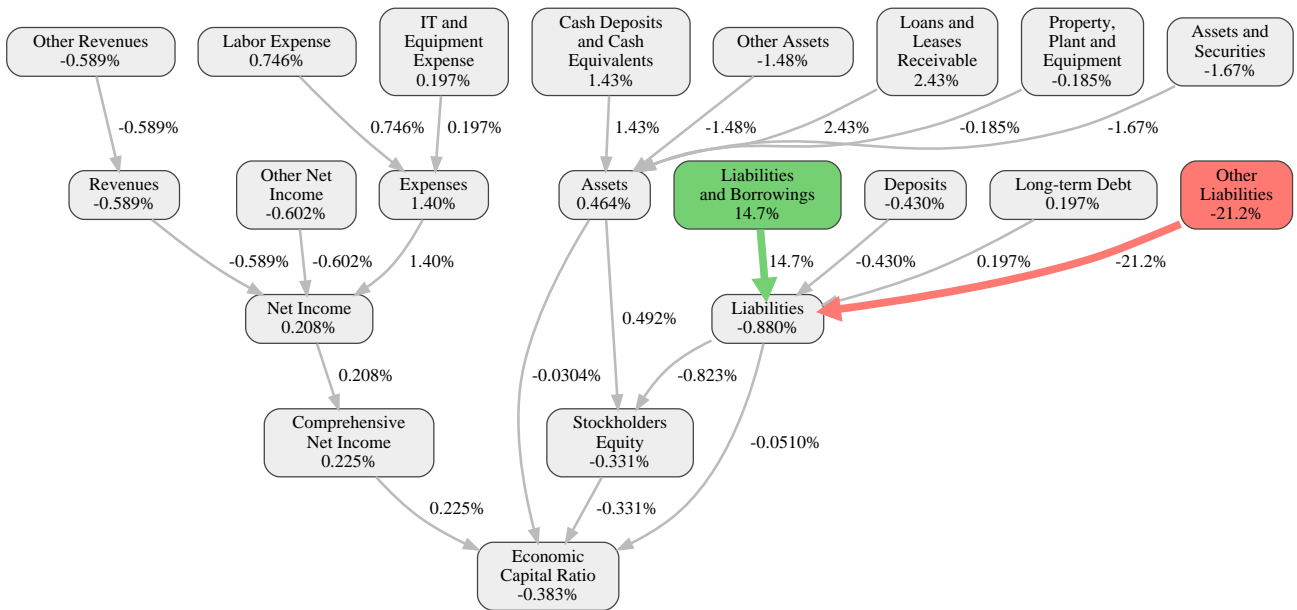 Other Revenues
-0.589%
Labor Expense
0.746%
IT and
Equipment
Expense
0.197%
Cash Deposits
and Cash
Equivalents
1.43%
Other Assets
-1.48%
Loans and
Leases
Receivable
2.43%
Property,
Plant and
Equipment
-0.185%
Assets and
Securities
-1.67%
-0.589%
0.746%
0.197%
1.43%
-1.48%
2.43%
-0.185%
-1.67%
Revenues
-0.589%
Other Net
Income
-0.602%
Expenses
1.40%
Assets
0.464%
Liabilities
and Borrowings
14.7%
Deposits
-0.430%
Long-term Debt
0.197%
Other
Liabilities
-21.2%
-0.589%
-0.602%
1.40%
14.7%
-0.430%
0.197%
-21.2%
Net Income
0.208%
0.492%
Liabilities
-0.880%
0.208%
-0.0304%
-0.823%
Comprehensive
Net Income
0.225%
Stockholders
Equity
-0.331%
-0.0510%
0.225%
-0.331%
Economic
Capital Ratio
-0.383%